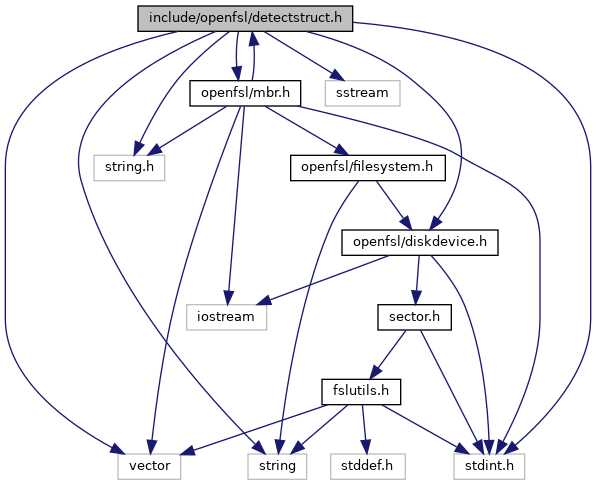 include/openfsl/detectstruct.h
openfsl/mbr.h
sstream
string.h
openfsl/filesystem.h
openfsl/diskdevice.h
iostream
sector.h
fslutils.h
vector
string
stddef.h
stdint.h